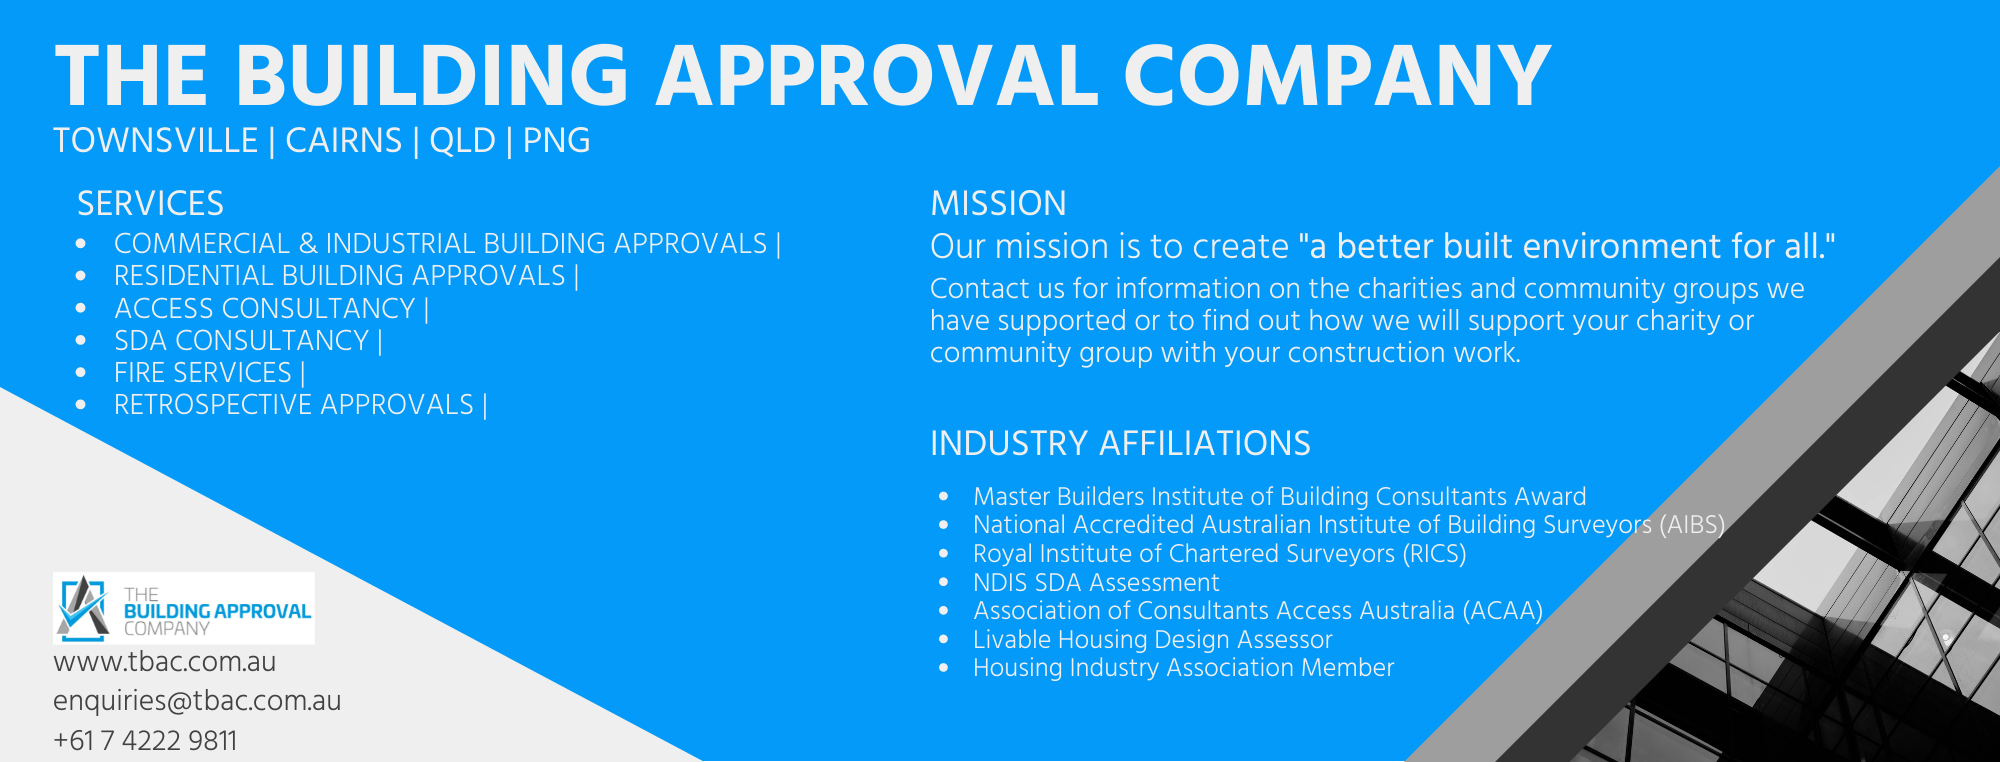 THE BUILDING APPROVAL COMPANY
TOWNSVILLE | CAIRNS | QLD | PNG
SERVICES
• COMMERCIAL & INDUSTRIAL BUILDING APPROVALS |
• RESIDENTIAL BUILDING APPROVALS |
• ACCESS CONSULTANCY |
• SDA CONSULTANCY |
• FIRE SERVICES |
• RETROSPECTIVE APPROVALS |
MISSION
Our mission is to create "a better built environment for all."
Contact us for information on the charities and community groups we
have supported or to find out how we will support your charity or
community group with your construction work.
INDUSTRY AFFILIATIONS
• Master Builders Institute of Building Consultants Award
• National Accredited Australian Institute of Building Surveyors (AIBS)
• Royal Institute of Chartered Surveyors (RICS)
• NDIS SDA Assessment
• Association of Consultants Access Australia (ACAA)
• Livable Housing Design Assessor
• Housing Industry Association Member
THE
BUILDING APPROVAL
COMPANY
www.tbac.com.au
enquiries@tbac.com.au
+61 7 4222 9811